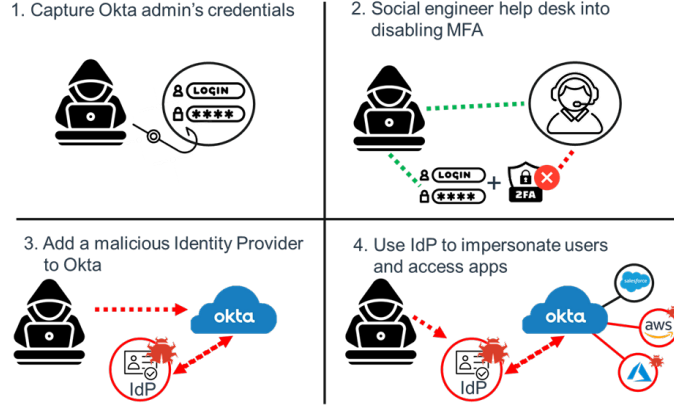 1. Capture Okta admin's credentials
LOGIN
****
2. Social engineer help desk into
disabling MFA
LOGIN
****
+
2FA
3. Add a malicious Identity Provider
to Okta
okta
IdP
4. Use IdP to impersonate users
and access apps
okta
salesforce
aws
IdP